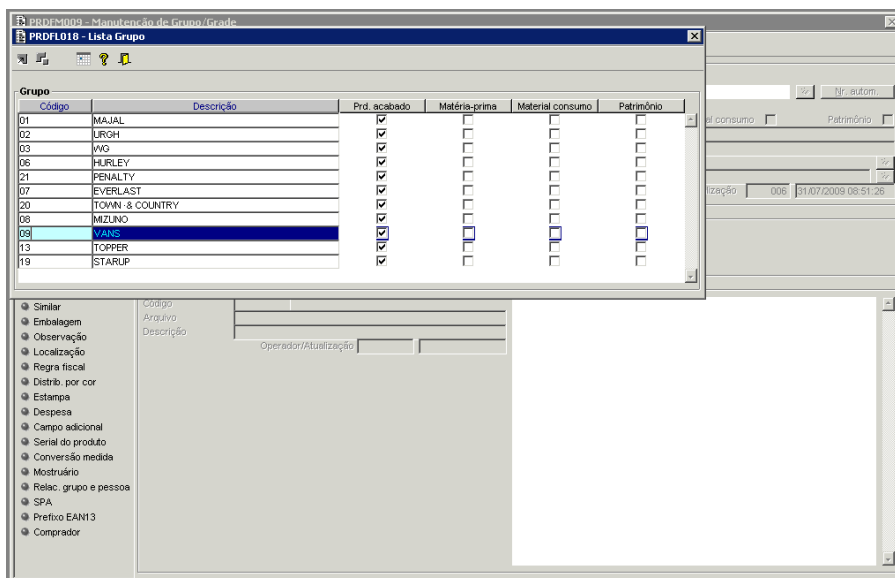 PRDFM009 - Manutenção de Grupo/Grade
PRDFL018 - Lista Grupo
Grupo
Código Descrição Prd. acabado Matéria-prima Material consumo Patrimônio
01 MAJAL
02 URGH
03 WG
06 HURLEY
21 PENALTY
07 EVERLAST
20 TOWN & COUNTRY
08 MIZUNO
09 VANS
13 TOPPER
19 STARUP
Nr. autom.
al consumo Patrimônio
lização 006 31/07/2009 08:51:26
Similar
Embalagem
Observação
Localização
Regra fiscal
Distrib. por cor
Estampa
Despesa
Campo adicional
Serial do produto
Conversão medida
Mostruário
Relac. grupo e pessoa
SPA
Prefixo EAN13
Comprador
Código
Arquivo
Descrição
Operador/Atualização